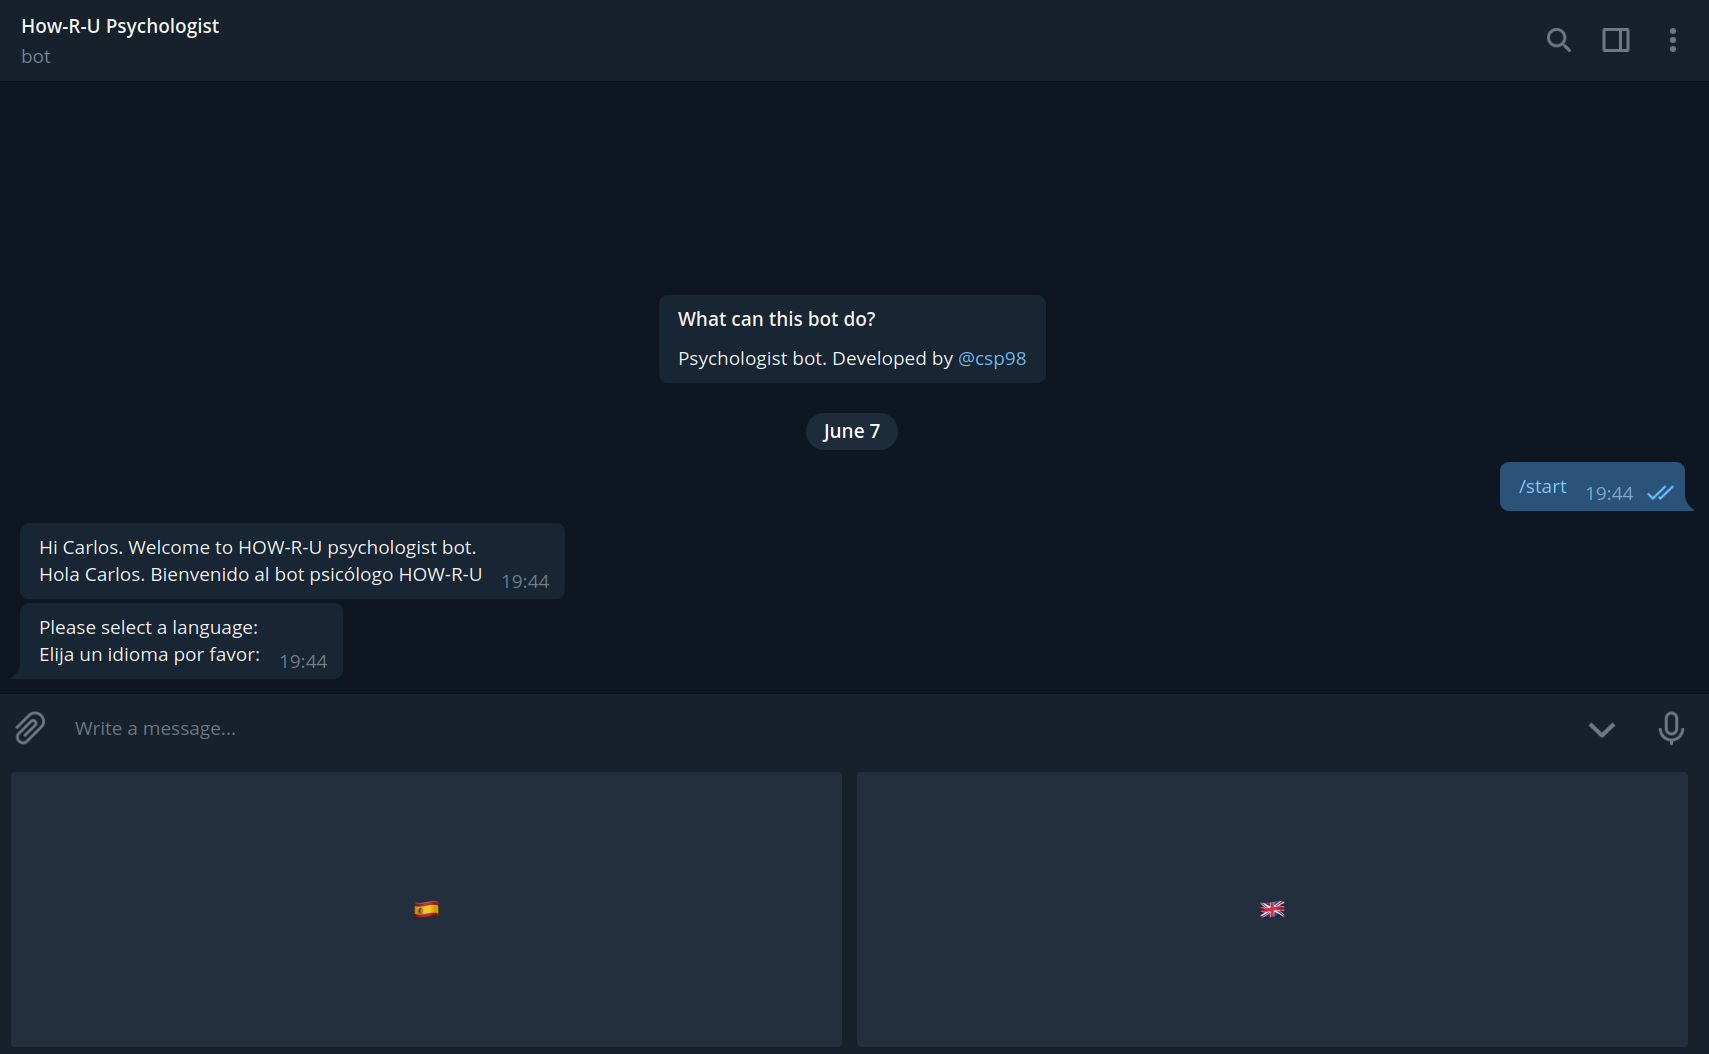 How-R-U Psychologist
bot
What can this bot do?
Psychologist bot. Developed by @csp98
June 7
/start 19:44
Hi Carlos. Welcome to HOW-R-U psychologist bot.
Hola Carlos. Bienvenido al bot psicólogo HOW-R-U 19:44
Please select a language:
Elija un idioma por favor: 19:44
Write a message...